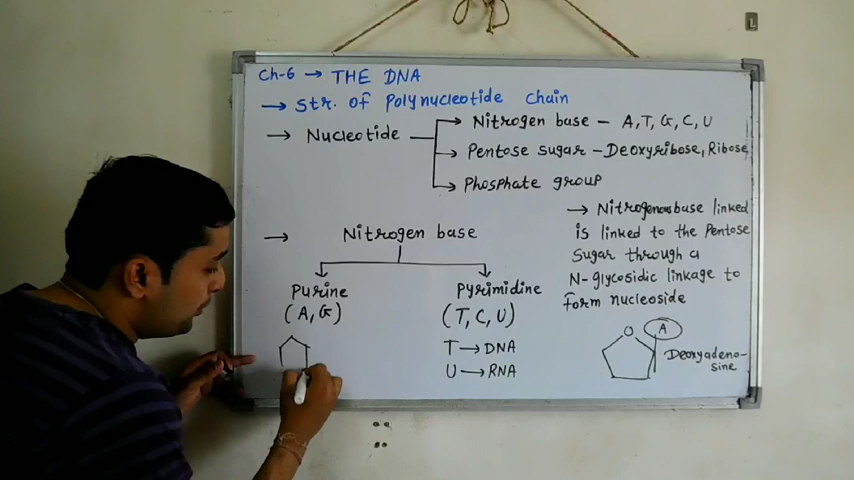 Ch-6 → THE DNA
→ Str. of Polynucleotide chain
→ Nucleotide
Nitrogen base - A, T, G, C, U
Pentose sugar - Deoxyribose, Ribose
Phosphate group
→ Nitrogen base
Purine
(A, G)
Pyrimidine
(T, C, U)
T → DNA
U → RNA
→ Nitrogenous base linked
is linked to the Pentose
Sugar through a
N-glycosidic linkage to
form nucleoside
O
A
Deoxyadeno-
sine